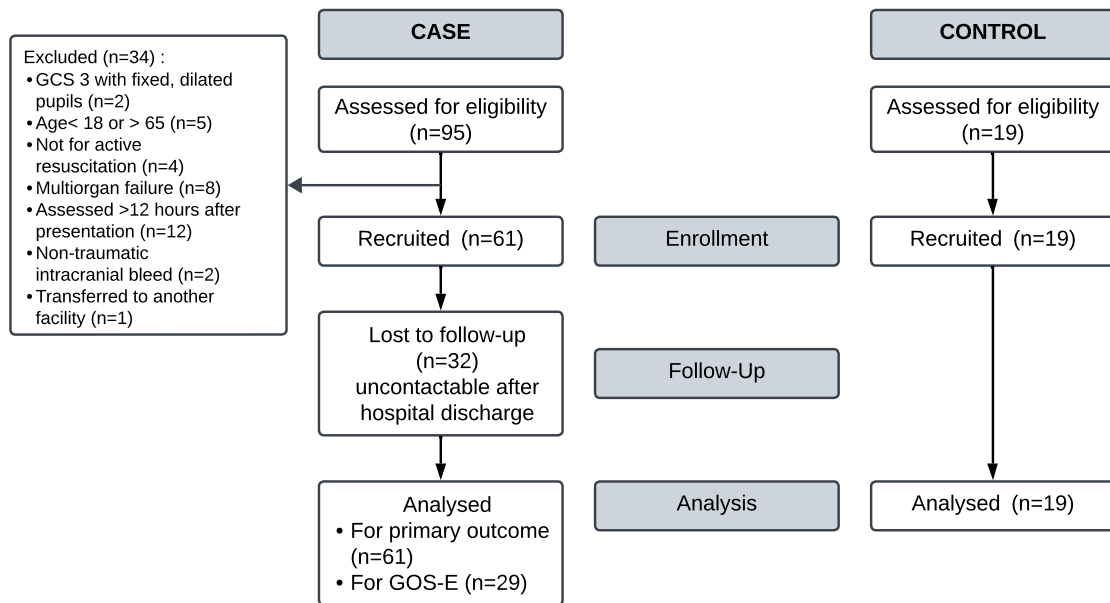 CASE
CONTROL
Excluded (n=34) :
•GCS 3 with fixed, dilated
pupils (n=2)
•Age< 18 or > 65 (n=5)
•Not for active
resuscitation (n=4)
•Multiorgan failure (n=8)
•Assessed >12 hours after
presentation (n=12)
•Non-traumatic
intracranial bleed (n=2)
•Transferred to another
facility (n=1)
Assessed for eligibility
(n=95)
Assessed for eligibility
(n=19)
Recruited (n=61)
Enrollment
Recruited (n=19)
Lost to follow-up
(n=32)
uncontactable after
hospital discharge
Follow-Up
Analysed
• For primary outcome
(n=61)
• For GOS-E (n=29)
Analysis
Analysed (n=19)